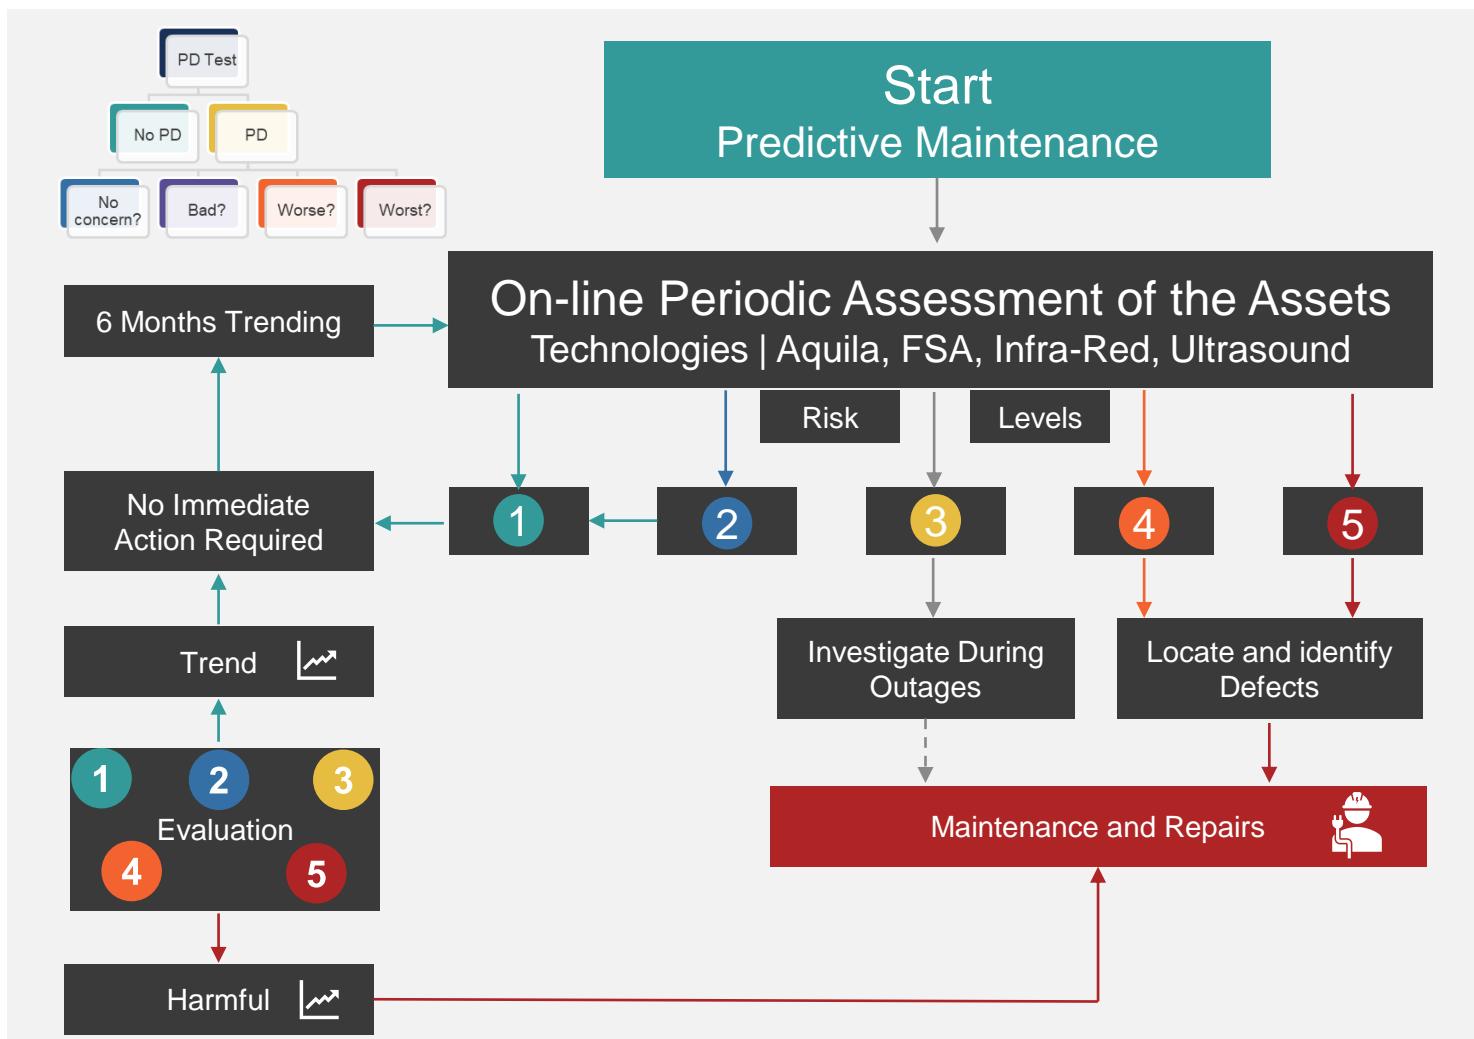 PD Test
No PD
PD
No
concern?
Bad?
Worse?
Worst?
Start
Predictive Maintenance
On-line Periodic Assessment of the Assets
Technologies | Aquila, FSA, Infra-Red, Ultrasound
6 Months Trending
Risk
Levels
No Immediate
Action Required
1
2
3
4
5
Trend
Investigate During
Outages
Locate and identify
Defects
1
2
3
Evaluation
4
5
Maintenance and Repairs
Harmful